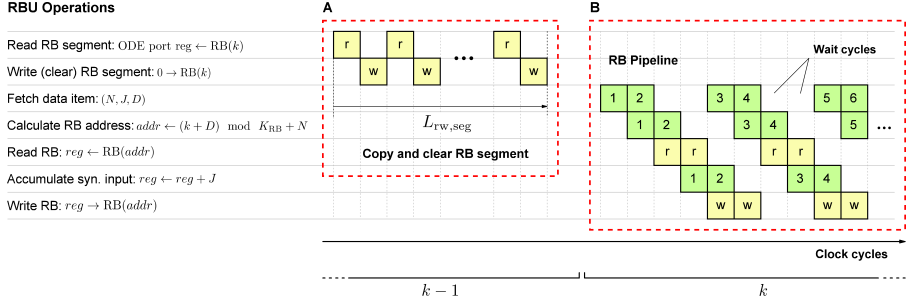 RBU Operations A B
Read RB segment: ODE port reg ← RB(k) r r r
Write (clear) RB segment: 0 → RB(k) w w ... w
RB Pipeline Wait cycles
Fetch data item: (N, J, D) 1 2 3 4 5 6
L_rw,seg
Calculate RB address: addr ← (k + D) mod K_RB + N 1 2 3 4 5 ...
Read RB: reg ← RB(addr) r r r r
Copy and clear RB segment
Accumulate syn. input: reg ← reg + J 1 2 3 4
Write RB: reg → RB(addr) w w w w
Clock cycles
k − 1 k